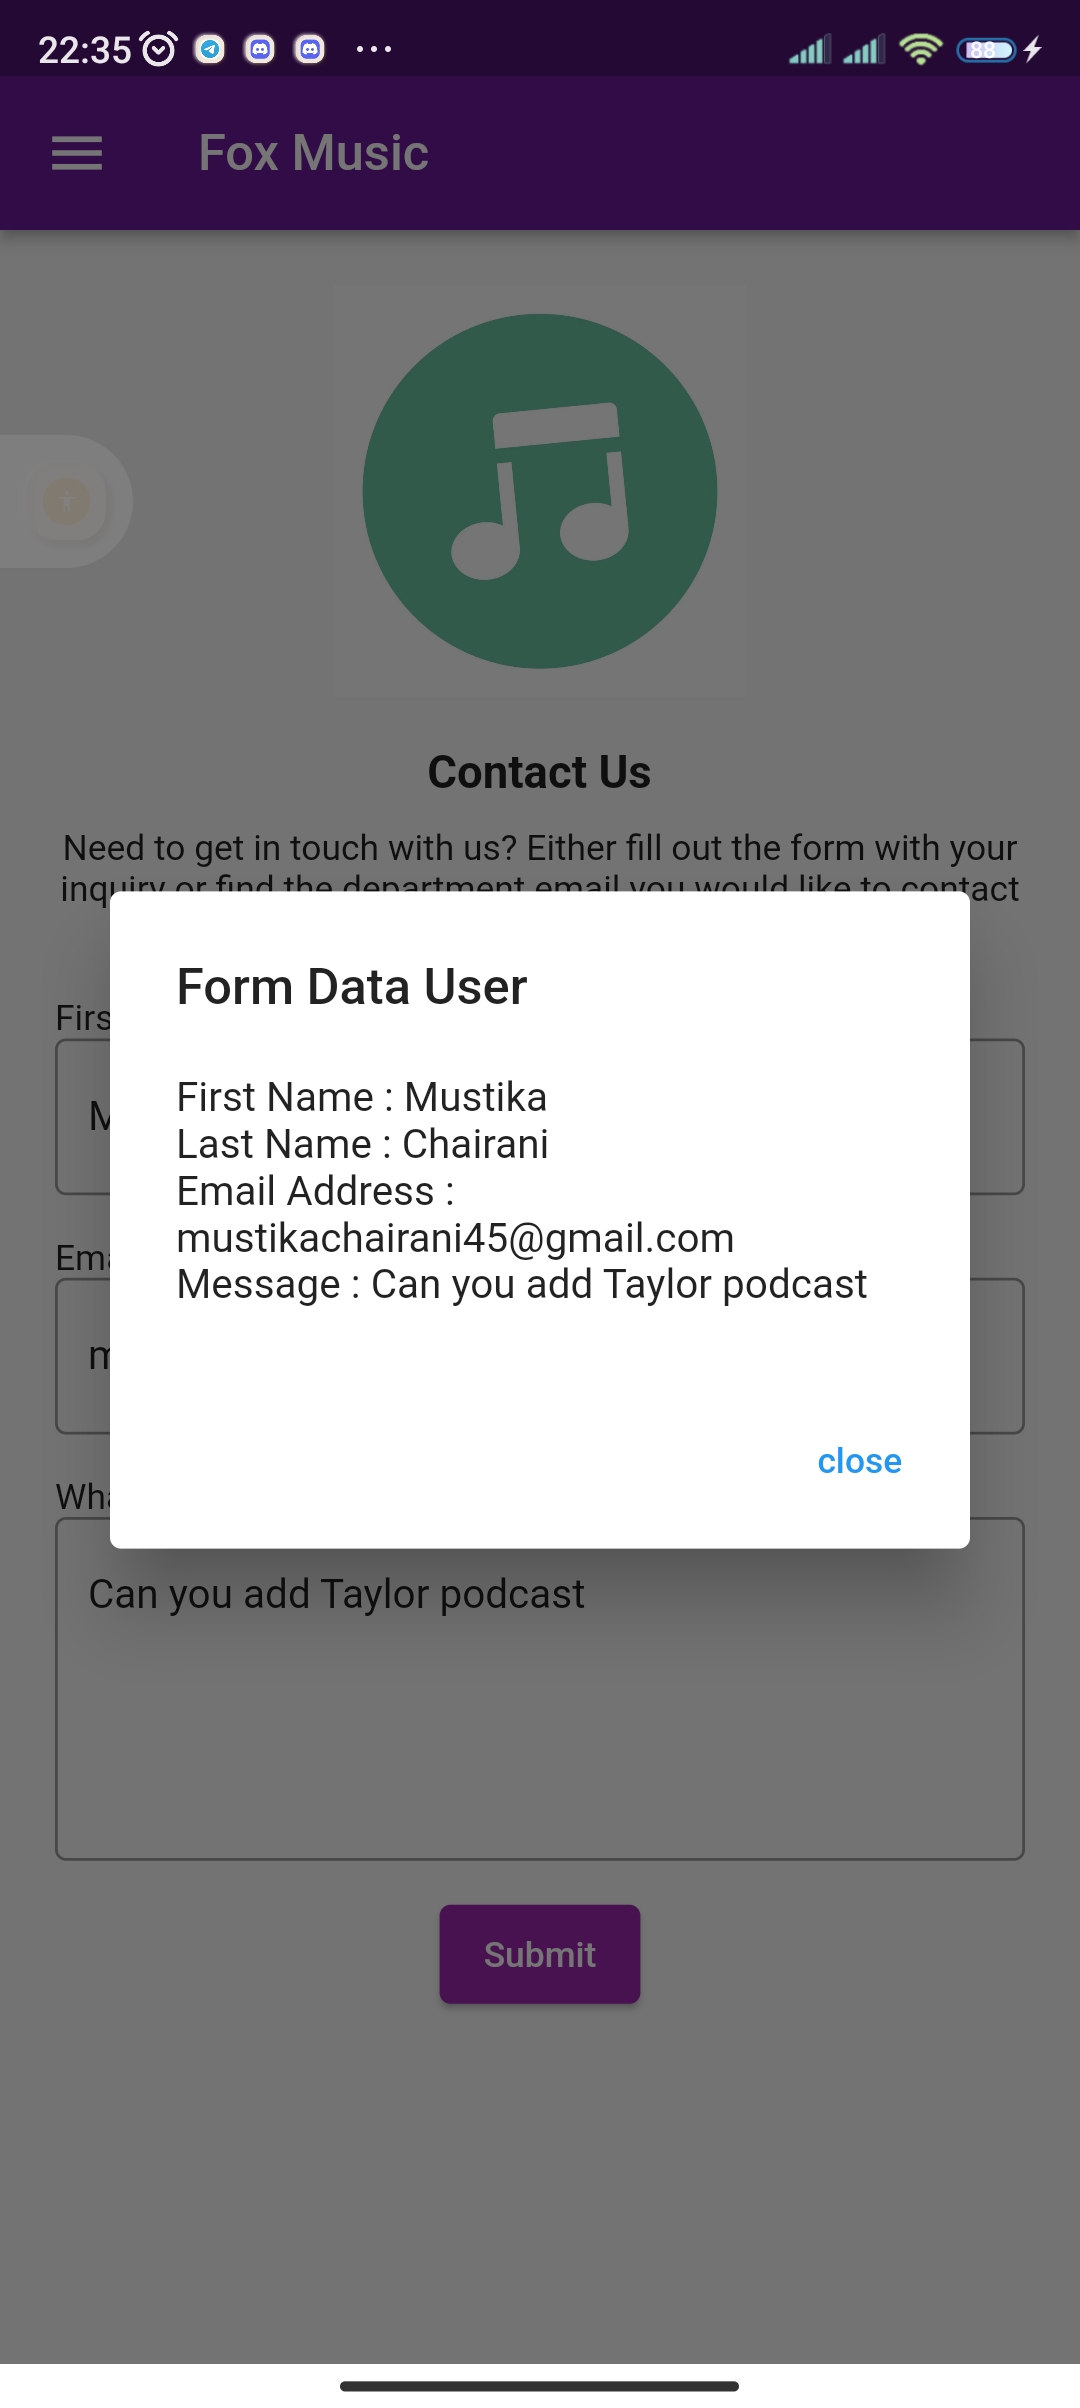 22:35
88
Fox Music
Contact Us
Need to get in touch with us? Either fill out the form with your
inquiry or find the department email you would like to contact
Form Data User
Firs
First Name : Mustika
M
Last Name : Chairani
Email Address :
mustikachairani45@gmail.com
Ema
Message : Can you add Taylor podcast
m
close
Wha
Can you add Taylor podcast
Submit